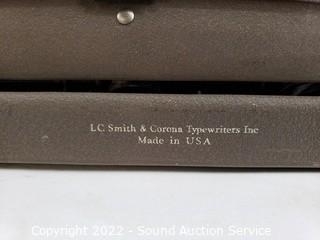 LC Smith & Corona Typewriters Inc
Made in USA
Copyright 2022 - Sound Auction Service